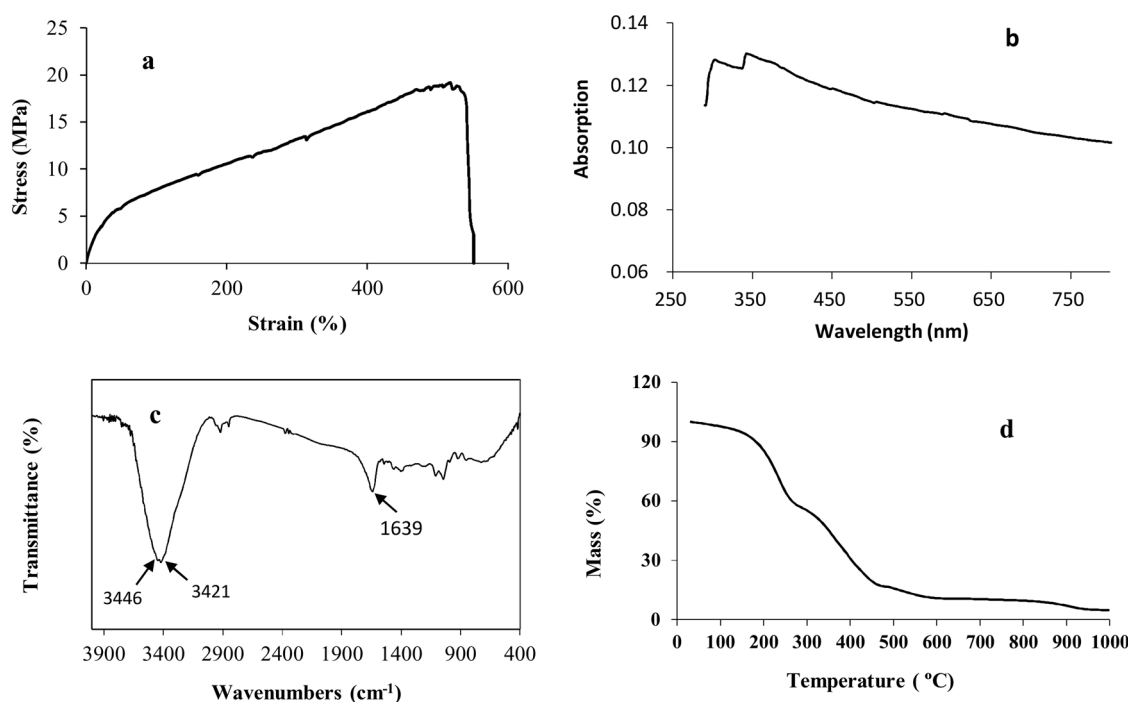 a
25
20
15
10
5
0
Stress (MPa)
0 200 400 600
Strain (%)
b
0.14
0.12
0.10
0.08
0.06
Absorption
250 350 450 550 650 750
Wavelength (nm)
c
Transmittance (%)
1639
3446 3421
3900 3400 2900 2400 1900 1400 900 400
Wavenumbers (cm⁻¹)
d
120
90
60
30
0
Mass (%)
0 100 200 300 400 500 600 700 800 900 1000
Temperature ( ºC)